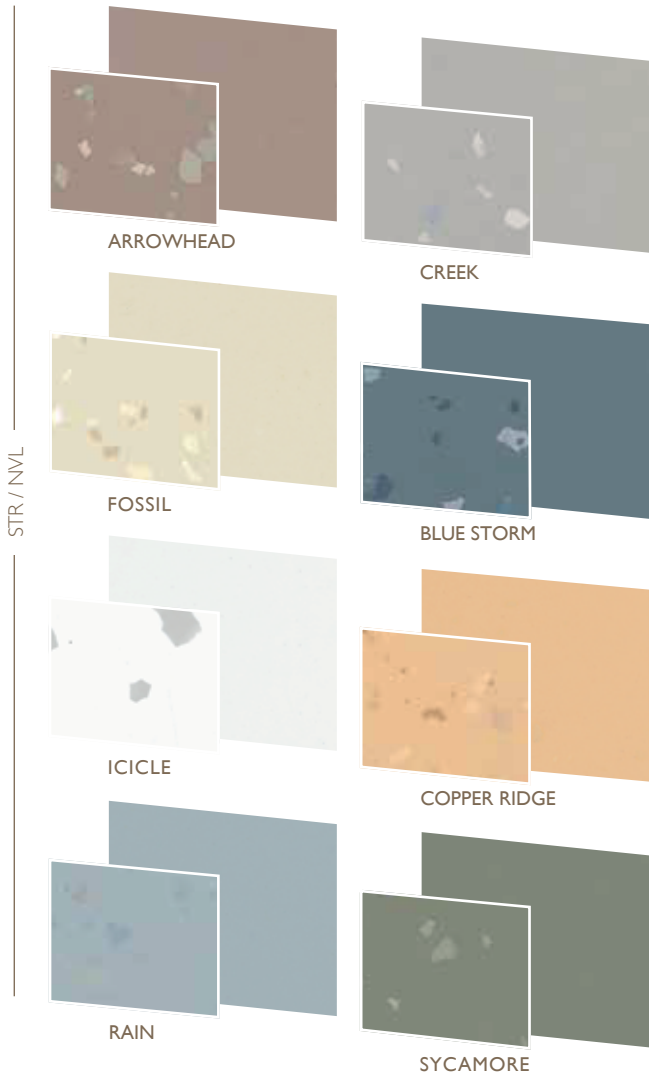 STR / NVL
ARROWHEAD
CREEK
FOSSIL
BLUE STORM
ICICLE
COPPER RIDGE
RAIN
SYCAMORE